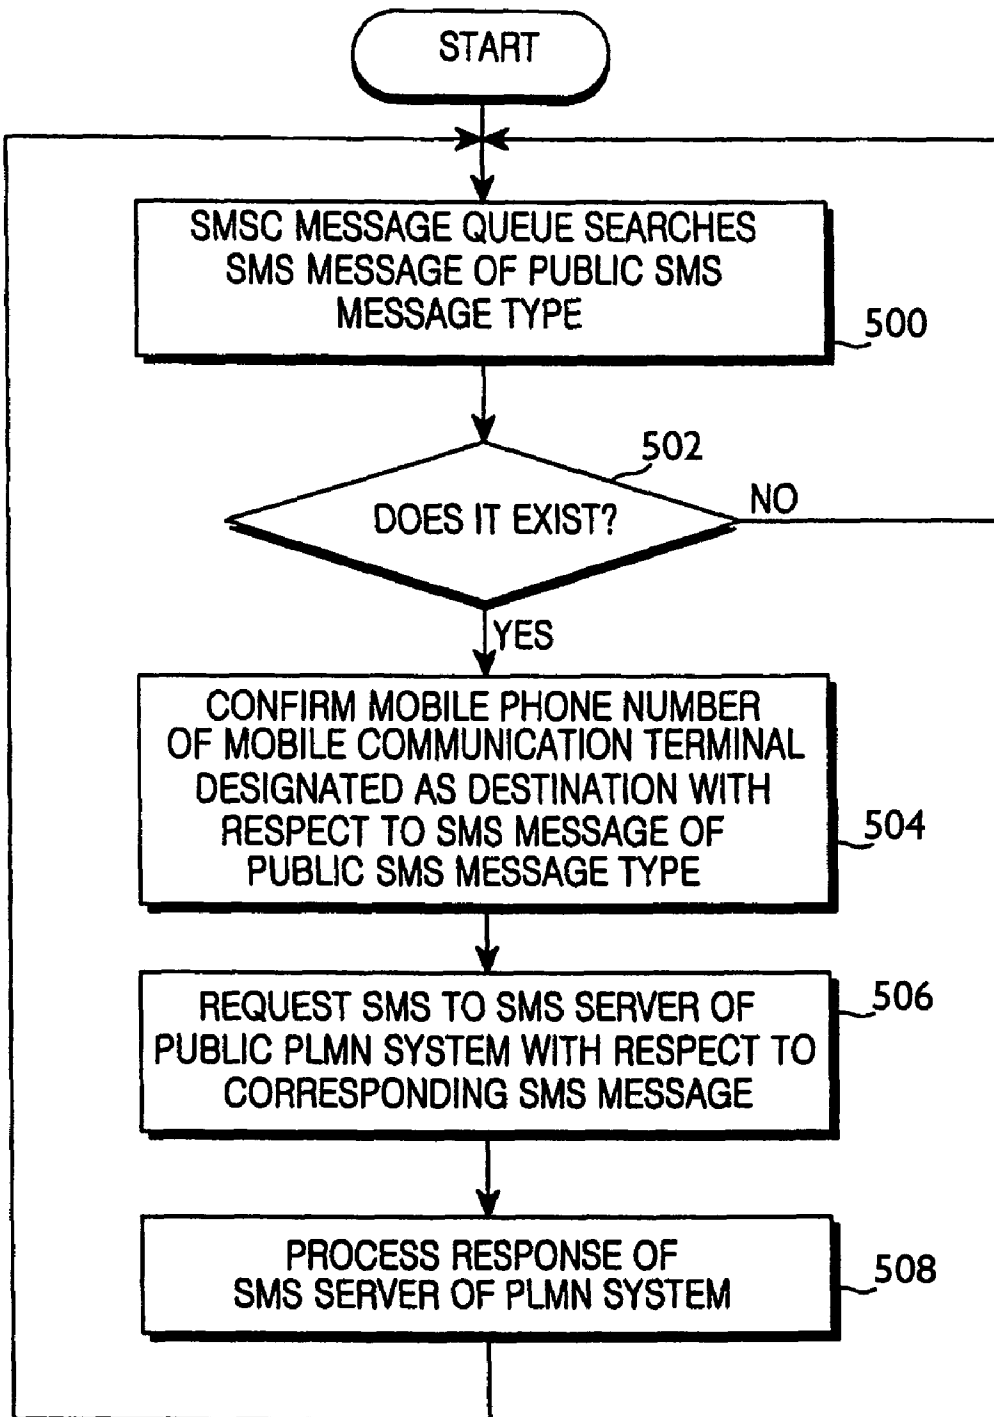 START
SMSC MESSAGE QUEUE SEARCHES
SMS MESSAGE OF PUBLIC SMS
MESSAGE TYPE
500
502
DOES IT EXIST?
NO
YES
CONFIRM MOBILE PHONE NUMBER
OF MOBILE COMMUNICATION TERMINAL
DESIGNATED AS DESTINATION WITH
RESPECT TO SMS MESSAGE OF
PUBLIC SMS MESSAGE TYPE
504
REQUEST SMS TO SMS SERVER OF
PUBLIC PLMN SYSTEM WITH RESPECT TO
CORRESPONDING SMS MESSAGE
506
PROCESS RESPONSE OF
SMS SERVER OF PLMN SYSTEM
508